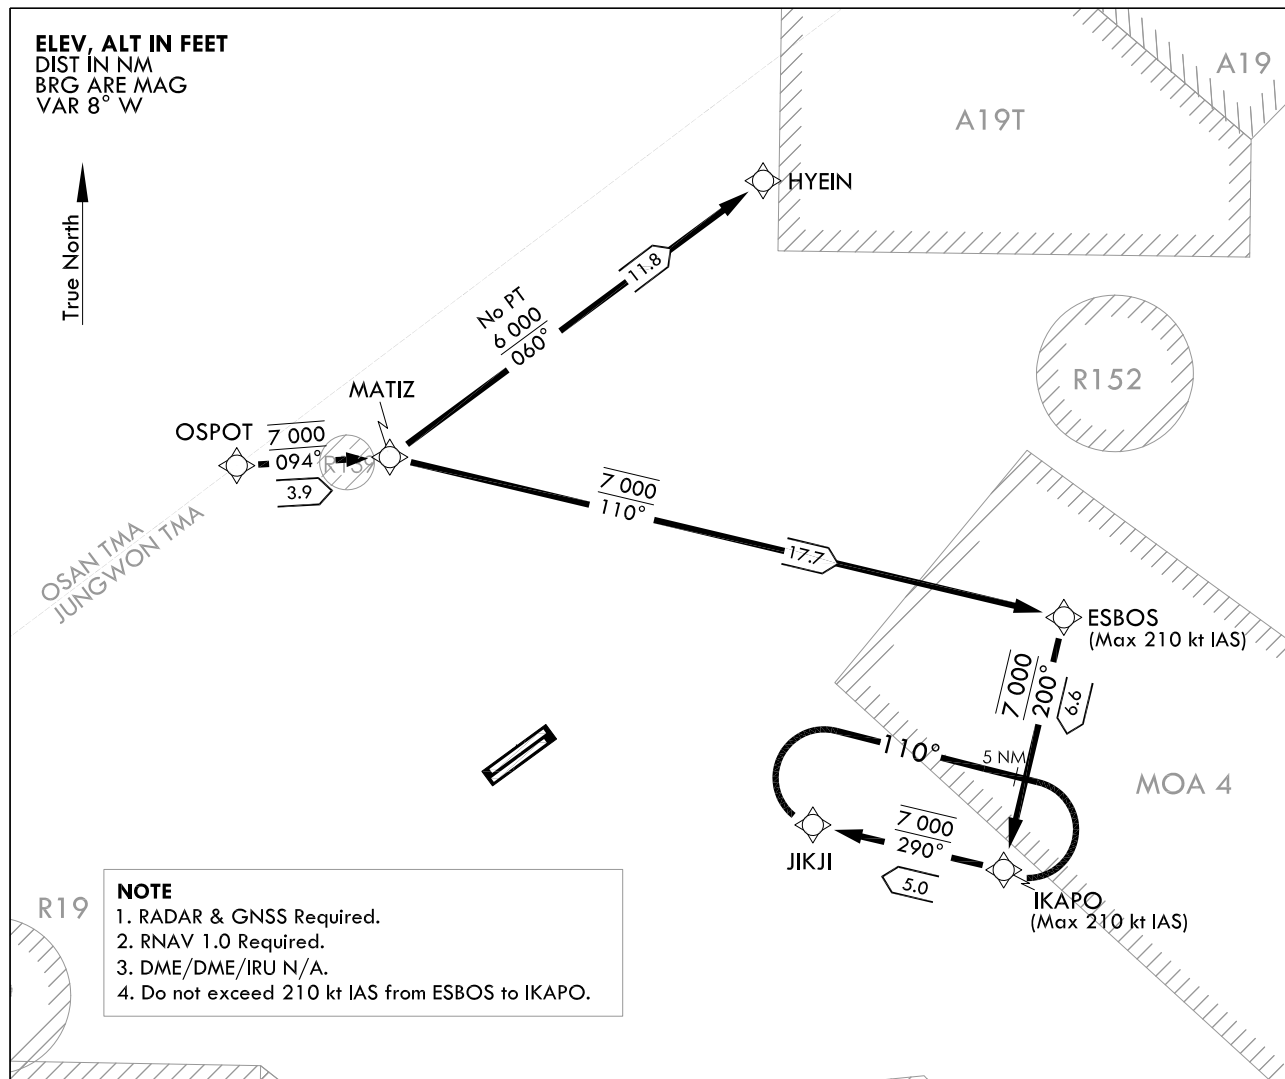 ELEV, ALT IN FEET
DIST IN NM
BRG ARE MAG
VAR 8° W
True North
A19
A19T
HYEIN
11.8
No PT
6 000
060°
R152
MATIZ
OSPOT
7 000
094°
R139
3.9
7 000
110°
17.7
OSAN TMA
JUNGWON TMA
ESBOS
(Max 210 kt IAS)
7 000
200°
6.6
110°
5 NM
MOA 4
7 000
290°
JIKJI
5.0
IKAPO
(Max 210 kt IAS)
R19
NOTE
1. RADAR & GNSS Required.
2. RNAV 1.0 Required.
3. DME/DME/IRU N/A.
4. Do not exceed 210 kt IAS from ESBOS to IKAPO.